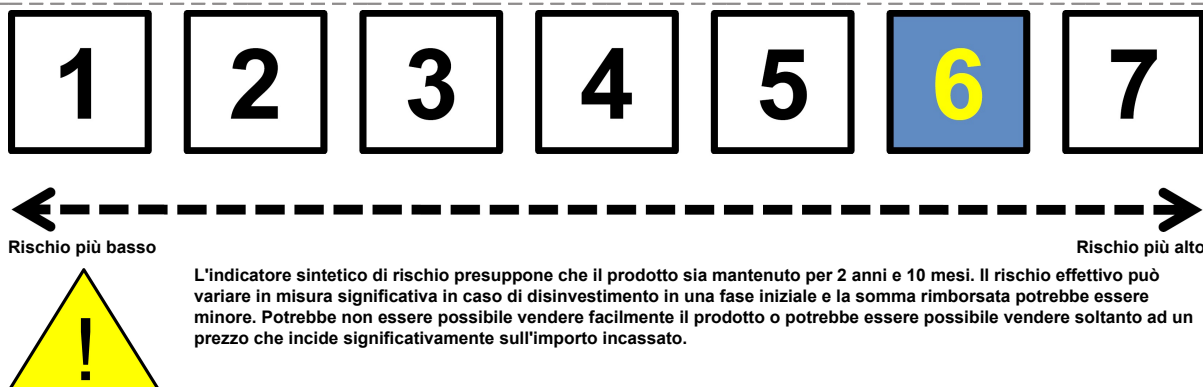 1 2 3 4 5 6 7
Rischio più basso Rischio più alto
L'indicatore sintetico di rischio presuppone che il prodotto sia mantenuto per 2 anni e 10 mesi. Il rischio effettivo può
variare in misura significativa in caso di disinvestimento in una fase iniziale e la somma rimborsata potrebbe essere
minore. Potrebbe non essere possibile vendere facilmente il prodotto o potrebbe essere possibile vendere soltanto ad un
prezzo che incide significativamente sull'importo incassato.
!